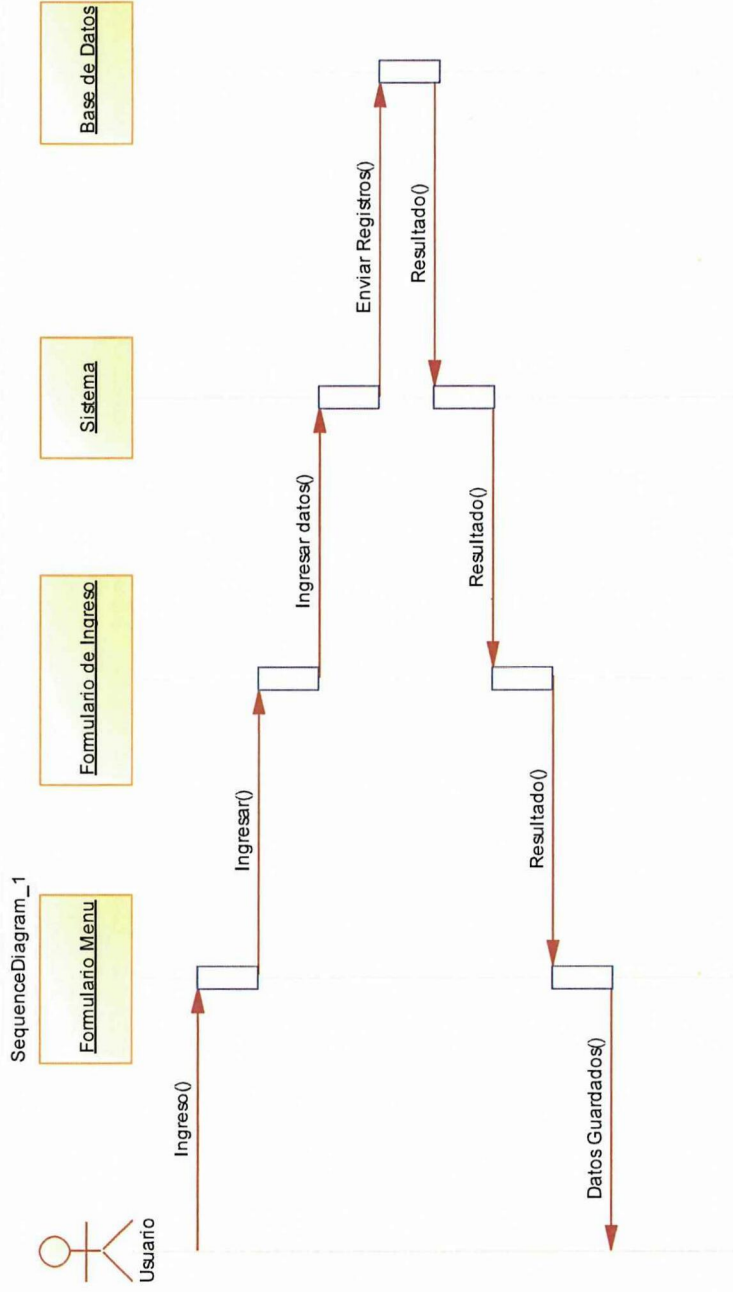 SequenceDiagram_1
Usuario
Formulario Menu
Formulario de Ingreso
Sistema
Base de Datos
Ingreso()
Ingresar()
Ingresar datos()
Enviar Registros()
Resultado()
Resultado()
Resultado()
Datos Guardados()